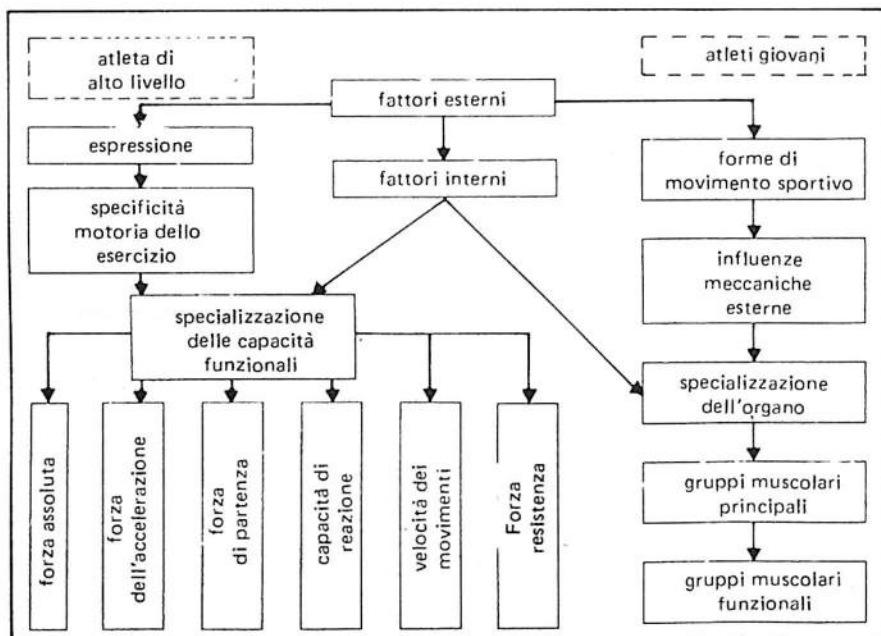 atleta di
alto livello
atleti giovani
fattori esterni
espressione
fattori interni
forme di
movimento sportivo
specificità
motoria dello
esercizio
influenze
meccaniche
esterne
specializzazione
delle capacità
funzionali
specializzazione
dell'organo
forza assoluta
forza
dell'accelerazione
forza
di partenza
capacità di
reazione
velocità dei
movimenti
Forza
resistenza
gruppi muscolari
principali
gruppi muscolari
funzionali